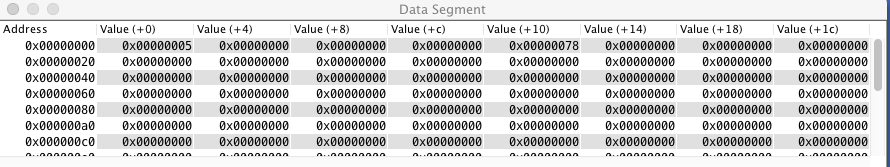 Data Segment
Address Value (+0) Value (+4) Value (+8) Value (+c) Value (+10) Value (+14) Value (+18) Value (+1c)
0x00000000 0x00000005 0x00000000 0x00000000 0x00000000 0x00000078 0x00000000 0x00000000 0x00000000
0x00000020 0x00000000 0x00000000 0x00000000 0x00000000 0x00000000 0x00000000 0x00000000 0x00000000
0x00000040 0x00000000 0x00000000 0x00000000 0x00000000 0x00000000 0x00000000 0x00000000 0x00000000
0x00000060 0x00000000 0x00000000 0x00000000 0x00000000 0x00000000 0x00000000 0x00000000 0x00000000
0x00000080 0x00000000 0x00000000 0x00000000 0x00000000 0x00000000 0x00000000 0x00000000 0x00000000
0x000000a0 0x00000000 0x00000000 0x00000000 0x00000000 0x00000000 0x00000000 0x00000000 0x00000000
0x000000c0 0x00000000 0x00000000 0x00000000 0x00000000 0x00000000 0x00000000 0x00000000 0x00000000